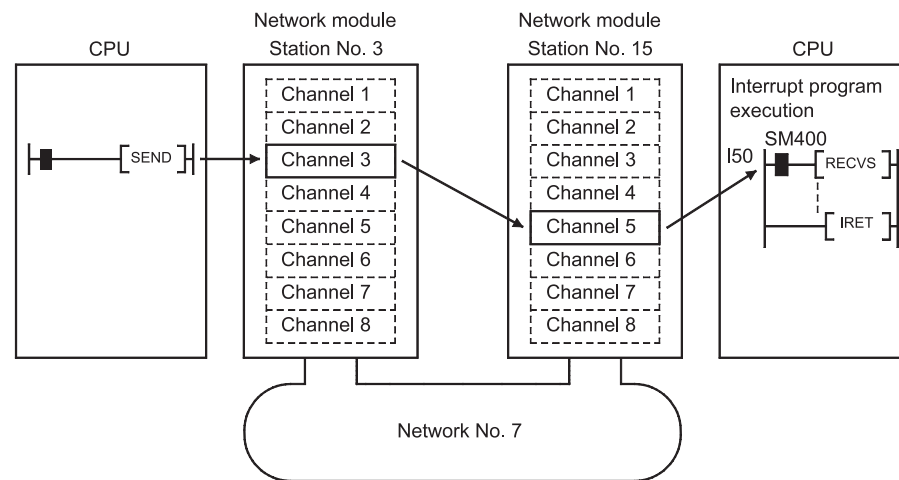 CPU
Network module
Station No. 3
Network module
Station No. 15
CPU
SEND
Channel 1
Channel 2
Channel 3
Channel 4
Channel 5
Channel 6
Channel 7
Channel 8
Channel 1
Channel 2
Channel 3
Channel 4
Channel 5
Channel 6
Channel 7
Channel 8
Interrupt program
execution
SM400
I50
RECVS
IRET
Network No. 7